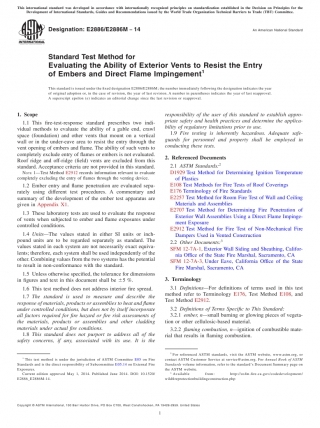 This international standard was developed in accordance with internationally recognized principles on standardization established in the Decision on Principles for the
Development of International Standards, Guides and Recommendations issued by the World Trade Organization Technical Barriers to Trade (TBT) Committee.
Designation: E2886/E2886M – 14
An American National Standard
Standard Test Method for
Evaluating the Ability of Exterior Vents to Resist the Entry
of Embers and Direct Flame Impingement1
This standard is issued under the fixed designation E2886/E2886M; the number immediately following the designation indicates the year
of original adoption or, in the case of revision, the year of last revision. A number in parentheses indicates the year of last reapproval.
A superscript epsilon (ε) indicates an editorial change since the last revision or reapproval.
1. Scope
1.1 This fire-test-response standard prescribes two individual
methods to evaluate the ability of a gable end, crawl
space (foundation) and other vents that mount on a vertical
wall or in the under-eave area to resist the entry through the
vent opening of embers and flame. The ability of such vents to
completely exclude entry of flames or embers is not evaluated.
Roof ridge and off-ridge (field) vents are excluded from this
standard. Acceptance criteria are not provided in this standard.
NOTE 1—Test Method E2912 records information relevant to evaluate
completely excluding the entry of flames through the venting device.
1.2 Ember entry and flame penetration are evaluated separately
using different test procedures. A commentary and
summary of the development of the ember test apparatus are
given in Appendix X1.
1.3 These laboratory tests are used to evaluate the response
of vents when subjected to ember and flame exposures under
controlled conditions.
1.4 Units—The values stated in either SI units or inch-
pound units are to be regarded separately as standard. The
values stated in each system are not necessarily exact equivalents;
therefore, each system shall be used independently of the
other. Combining values from the two systems has the potential
to result in non-conformance with the standard.
1.5 Unless otherwise specified, the tolerance for dimensions
in figures and text in this document shall be ±5 %.
1.6 This test method does not address interior fire spread.
1.7 The standard is used to measure and describe the
response of materials, products or assemblies to heat and flame
under controlled conditions, but does not by itself incorporate
all factors required for fire hazard or fire risk assessments of
the materials, products or assemblies under
materials under actual fire conditions.
1.8 This standard does not purport to address all of the
safety concerns, if any, associated with its use. It is the
responsibility of the user of this standard to establish appropriate
safety and health practices and determine the applicability
of regulatory limitations prior to use.
1.9 Fire testing is inherently hazardous. Adequate safeguards
for personnel and property shall be employed in
conducting these tests.
2. Referenced Documents
2.1 ASTM Standards:2
D1929 Test Method for Determining Ignition Temperature
of Plastics
E108 Test Methods for Fire Tests of Roof Coverings
E176 Terminology of Fire Standards
E2257 Test Method for Room Fire Test of Wall and Ceiling
Materials and Assemblies
E2707 Test Method for Determining Fire Penetration of
Exterior Wall Assemblies Using a Direct Flame Impingement
Exposure
E2912 Test Method for Fire Test of Non-Mechanical Fire
Dampers Used in Vented Construction
2.2 Other Documents:3
SFM 12-7A-1, Exterior Wall Siding and Sheathing, California
Office of the State Fire Marshal, Sacramento, CA
SFM 12-7A-3, Under Eave, California Office of the State
Fire Marshal, Sacramento, CA
3. Terminology
3.1 Definitions—For definitions of terms used in this test
method refer to Terminology E176, Test Method E108, and
Test Method E2912.
3.2 Definitions of Terms Specific to This Standard:
3.2.1 ember, n—small burning or glowing pieces of vegetation
or other cellulose-based material.
3.2.2 flaming combustion, n—ignition of combustible material
that results in flaming combustion.
1 This test method is under the jurisdiction of ASTM Committee E05 on Fire
Standards and is the direct responsibility of Subcommittee E05.14 on External Fire
Exposures.
Current edition approved May 1, 2014. Published June 2014. DOI: 10.1520/
E2886_E2886M-14.
2 For referenced ASTM standards, visit the ASTM website, www.astm.org, or
contact ASTM Customer Service at service@astm.org. For Annual Book of ASTM
Standards volume information, refer to the standard's Document Summary page on
the ASTM website.
3 Available from
Copyright © ASTM International, 100 Barr Harbor Drive, PO Box C700, West Conshohocken, PA 19428-2959. United States
1